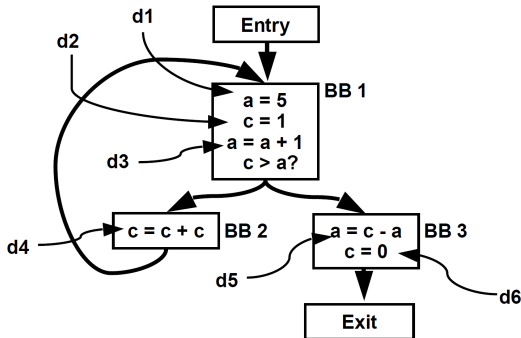 d1
Entry
d2
BB 1
a = 5
c = 1
a = a + 1
c > a?
d3
d4
c = c + c
BB 2
a = c - a
c = 0
BB 3
d5
d6
Exit